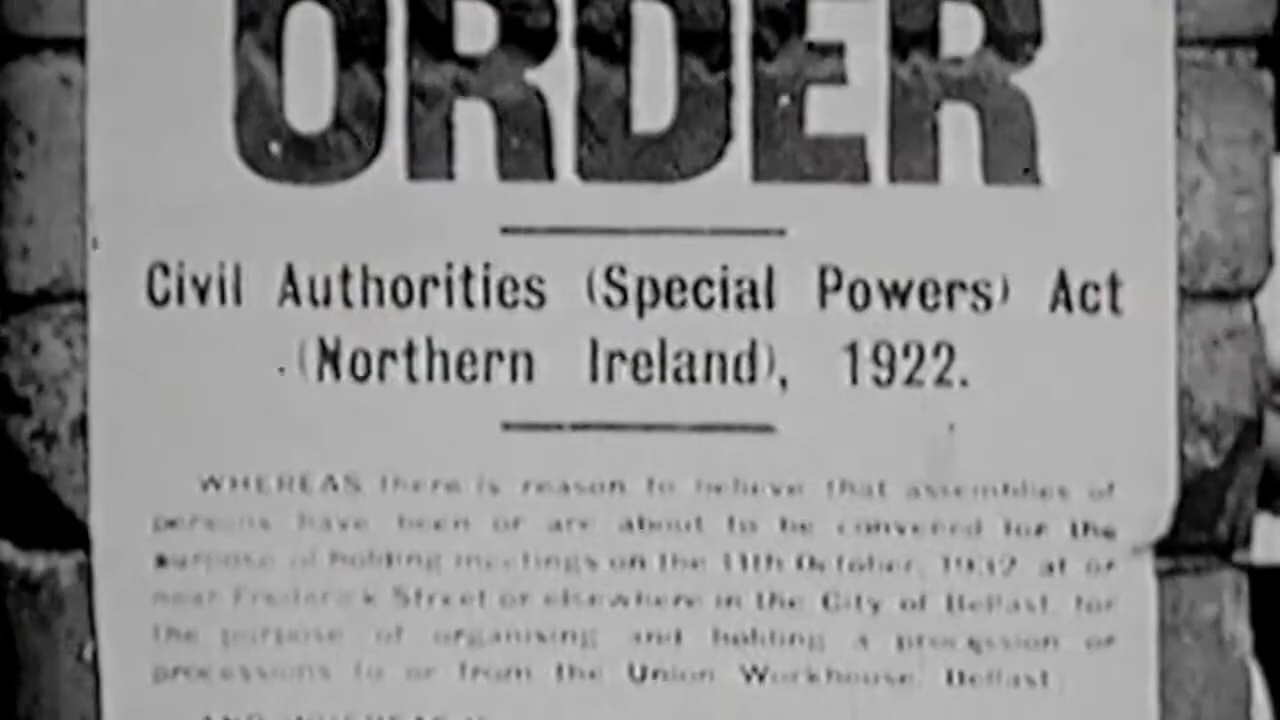 ORDER
Civil Authorities (Special Powers) Act
(Northern Ireland), 1922.
WHEREAS there is reason to believe that assemblies of
persons have been or are about to be convened for the
purpose of holding meetings on the 11th October, 1932 at or
near Frederick Street or elsewhere in the City of Belfast, for
the purpose of organising and holding a procession or
processions to or from the Union Workhouse, Belfast
AND WHEREAS